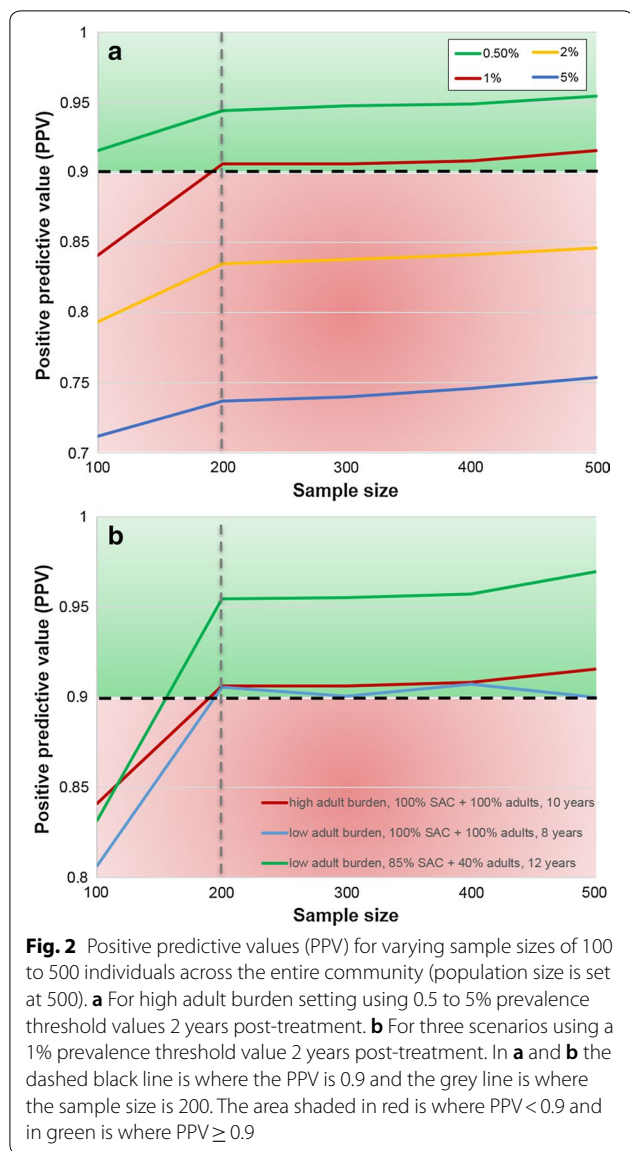 a
0.50%
2%
1%
5%
1
0.95
0.9
0.85
0.8
0.75
0.7
Positive predictive value (PPV)
100
200
300
400
500
Sample size
b
1
0.95
0.9
0.85
0.8
Positive predictive value (PPV)
high adult burden, 100% SAC + 100% adults, 10 years
low adult burden, 100% SAC + 100% adults, 8 years
low adult burden, 85% SAC + 40% adults, 12 years
100
200
300
400
500
Sample size
Fig. 2 Positive predictive values (PPV) for varying sample sizes of 100
to 500 individuals across the entire community (population size is set
at 500). a For high adult burden setting using 0.5 to 5% prevalence
threshold values 2 years post-treatment. b For three scenarios using a
1% prevalence threshold value 2 years post-treatment. In a and b the
dashed black line is where the PPV is 0.9 and the grey line is where
the sample size is 200. The area shaded in red is where PPV < 0.9 and
in green is where PPV ≥ 0.9